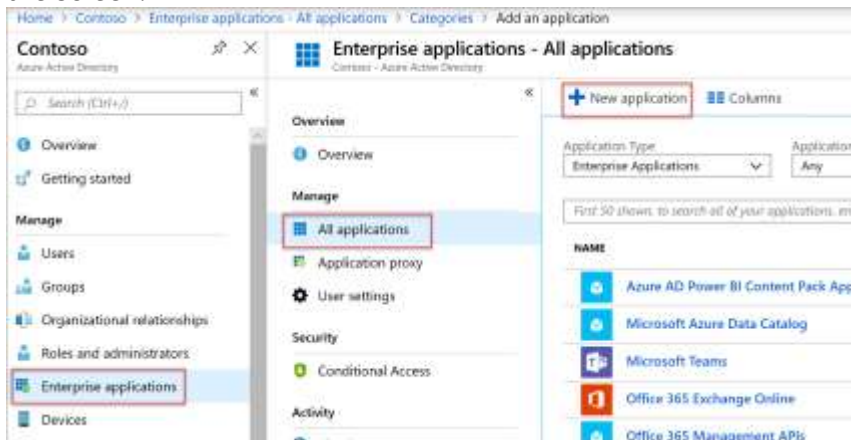 Home > Contoso > Enterprise applications - All applications > Categories > Add an application
Contoso
Azure Active Directory
Search (Ctrl+/)
Overview
Getting started
Manage
Users
Groups
Organizational relationships
Roles and administrators
Enterprise applications
Devices
Enterprise applications - All applications
Contoso - Azure Active Directory
Overview
Overview
Manage
All applications
Application proxy
User settings
Security
Conditional Access
Activity
New application
Columns
Application Type
Enterprise Applications
Application
Any
First 50 shown, to search all of your applications, en
NAME
Azure AD Power BI Content Pack App
Microsoft Azure Data Catalog
Microsoft Teams
Office 365 Exchange Online
Office 365 Management APIs